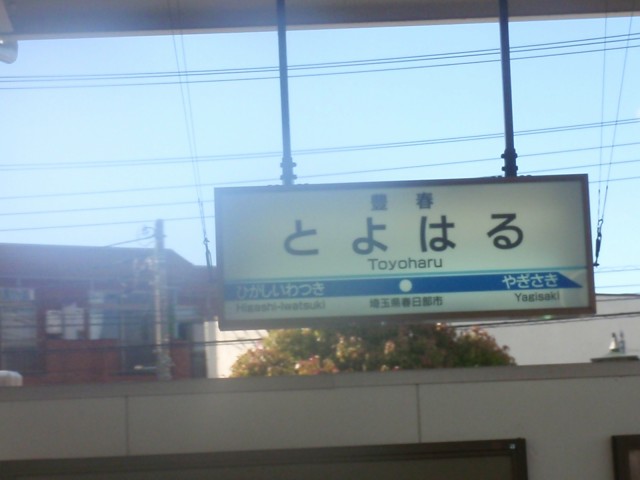 豊春
とよはる
Toyoharu
ひがしいわつき やぎさき
Higashi-Iwatsuki 埼玉県春日部市 Yagisaki